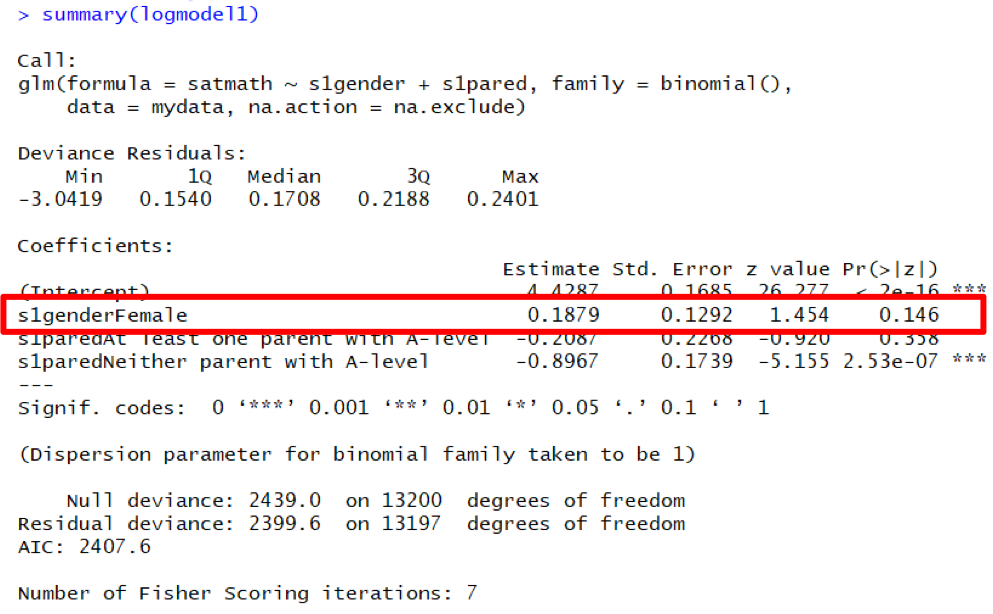 > summary(logmodel1)
Call:
glm(formula = satmath ~ s1gender + s1pared, family = binomial(),
data = mydata, na.action = na.exclude)
Deviance Residuals:
Min 1Q Median 3Q Max
-3.0419 0.1540 0.1708 0.2188 0.2401
Coefficients:
Estimate Std. Error z value Pr(>|z|)
(Intercept) 4.4287 0.1685 26.277 < 2e-16 ***
s1genderFemale 0.1879 0.1292 1.454 0.146
s1paredAt least one parent with A-level -0.2087 0.2268 -0.920 0.358
s1paredNeither parent with A-level -0.8967 0.1739 -5.155 2.53e-07 ***
---
Signif. codes: 0 ‘***’ 0.001 ‘**’ 0.01 ‘*’ 0.05 ‘.’ 0.1 ‘ ’ 1
(Dispersion parameter for binomial family taken to be 1)
Null deviance: 2439.0 on 13200 degrees of freedom
Residual deviance: 2399.6 on 13197 degrees of freedom
AIC: 2407.6
Number of Fisher Scoring iterations: 7